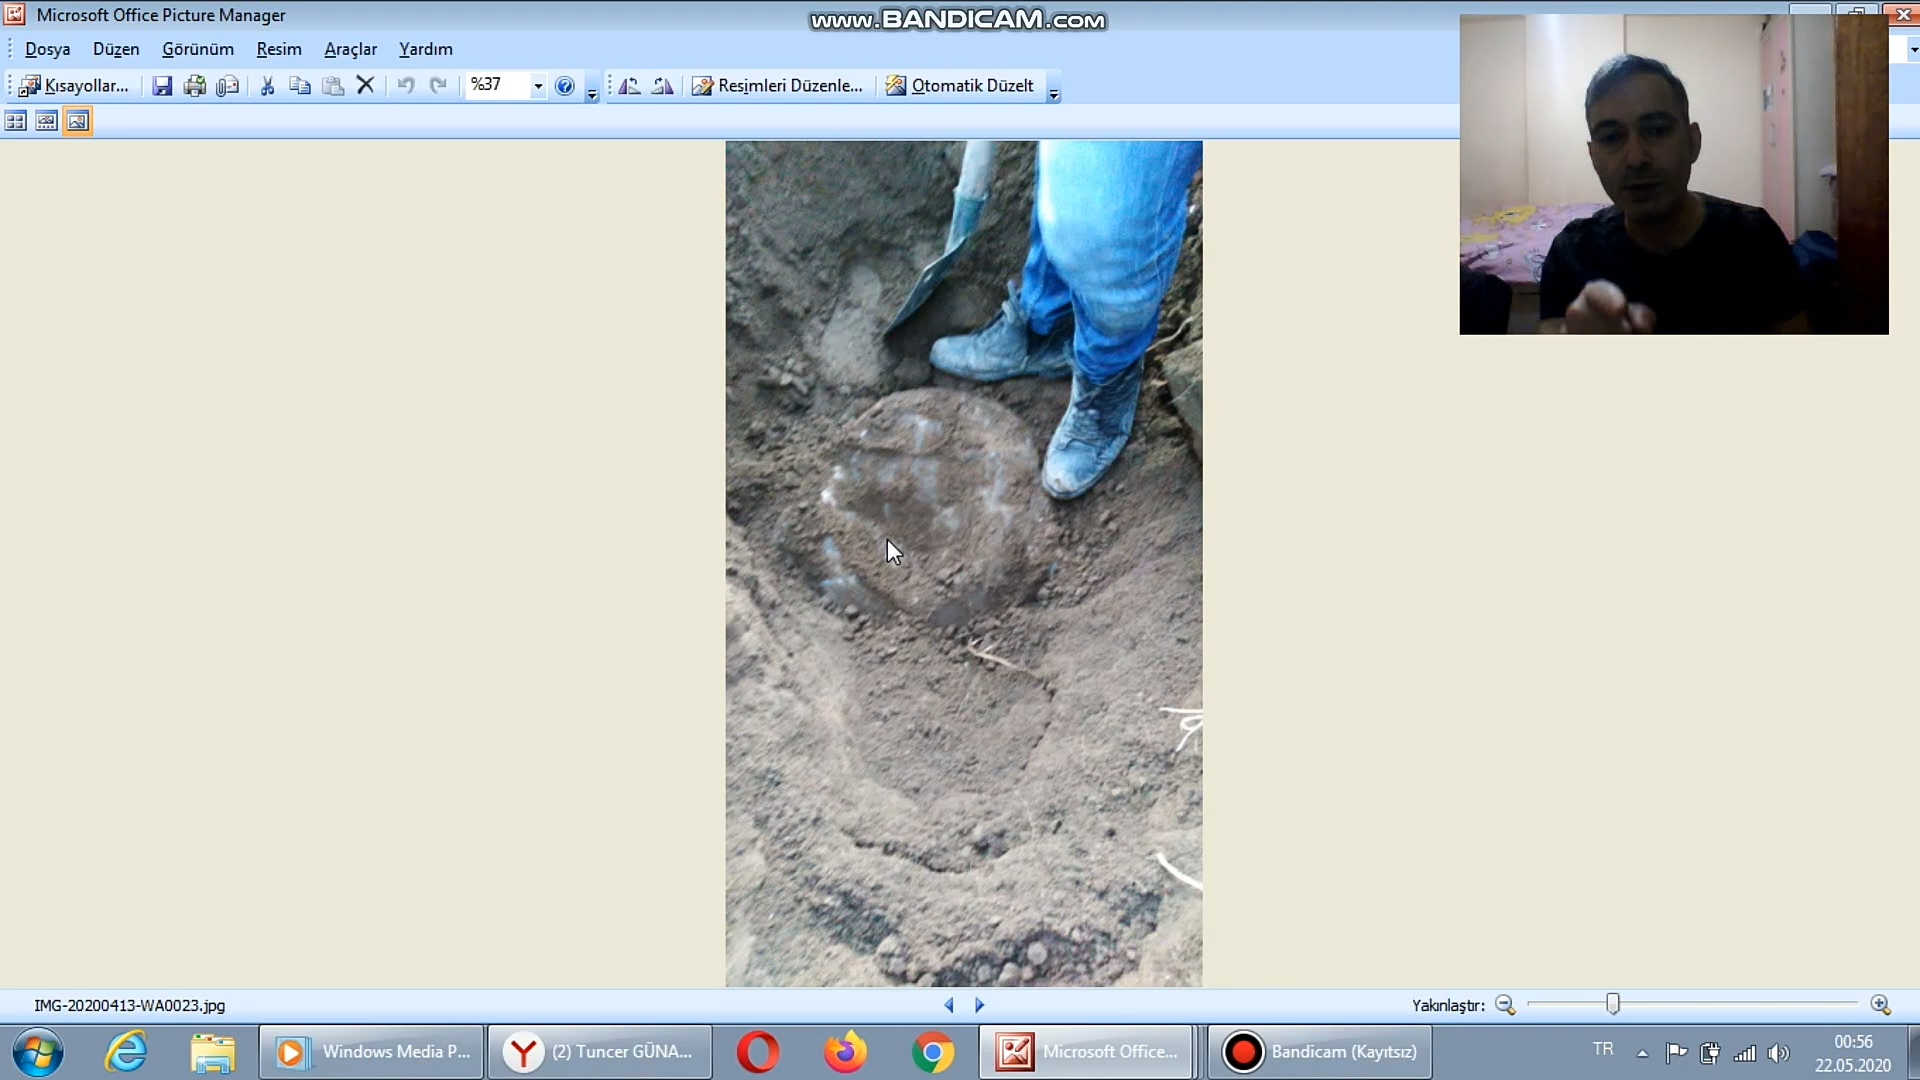 Microsoft Office Picture Manager
www.BANDICAM.com
Dosya Düzen Görünüm Resim Araçlar Yardım
Kısayollar... %37 Resimleri Düzenle... Otomatik Düzelt
IMG-20200413-WA0023.jpg
Yakınlaştır:
Windows Media P...
(2) Tuncer GÜNA...
Microsoft Office...
Bandicam (Kayıtsız)
TR
00:56
22.05.2020